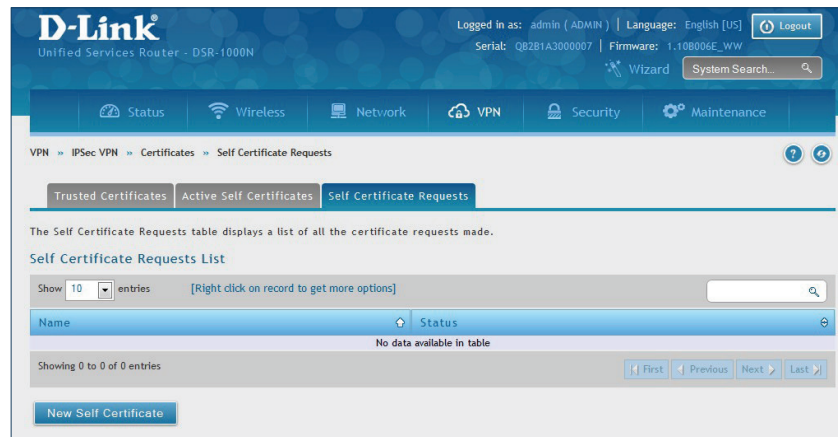 D-Link
Logged in as: admin ( ADMIN ) | Language: English [US] Logout
Unified Services Router - DSR-1000N
Serial: QB2B1A3000007 | Firmware: 1.10B006E_WW
Wizard System Search...
Status Wireless Network VPN Security Maintenance
VPN » IPSec VPN » Certificates » Self Certificate Requests
Trusted Certificates Active Self Certificates Self Certificate Requests
The Self Certificate Requests table displays a list of all the certificate requests made.
Self Certificate Requests List
Show 10 entries [Right click on record to get more options]
Name Status
No data available in table
Showing 0 to 0 of 0 entries First Previous Next Last
New Self Certificate